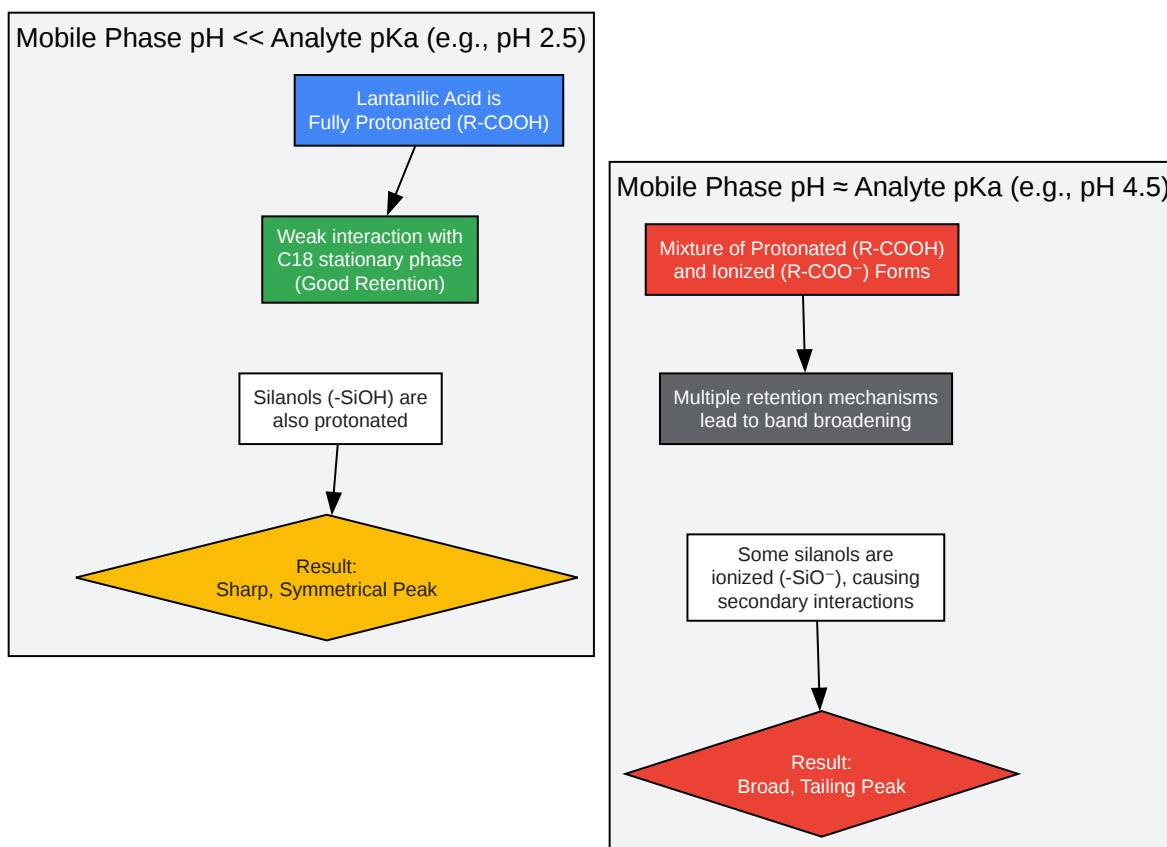 Mobile Phase pH << Analyte pKa (e.g., pH 2.5)
Lantanilic Acid is
Fully Protonated (R-COOH)
Weak interaction with
C18 stationary phase
(Good Retention)
Silanols (-SiOH) are
also protonated
Result:
Sharp, Symmetrical Peak
Mobile Phase pH ≈ Analyte pKa (e.g., pH 4.5)
Mixture of Protonated (R-COOH)
and Ionized (R-COO⁻) Forms
Multiple retention mechanisms
lead to band broadening
Some silanols are
ionized (-SiO⁻), causing
secondary interactions
Result:
Broad, Tailing Peak